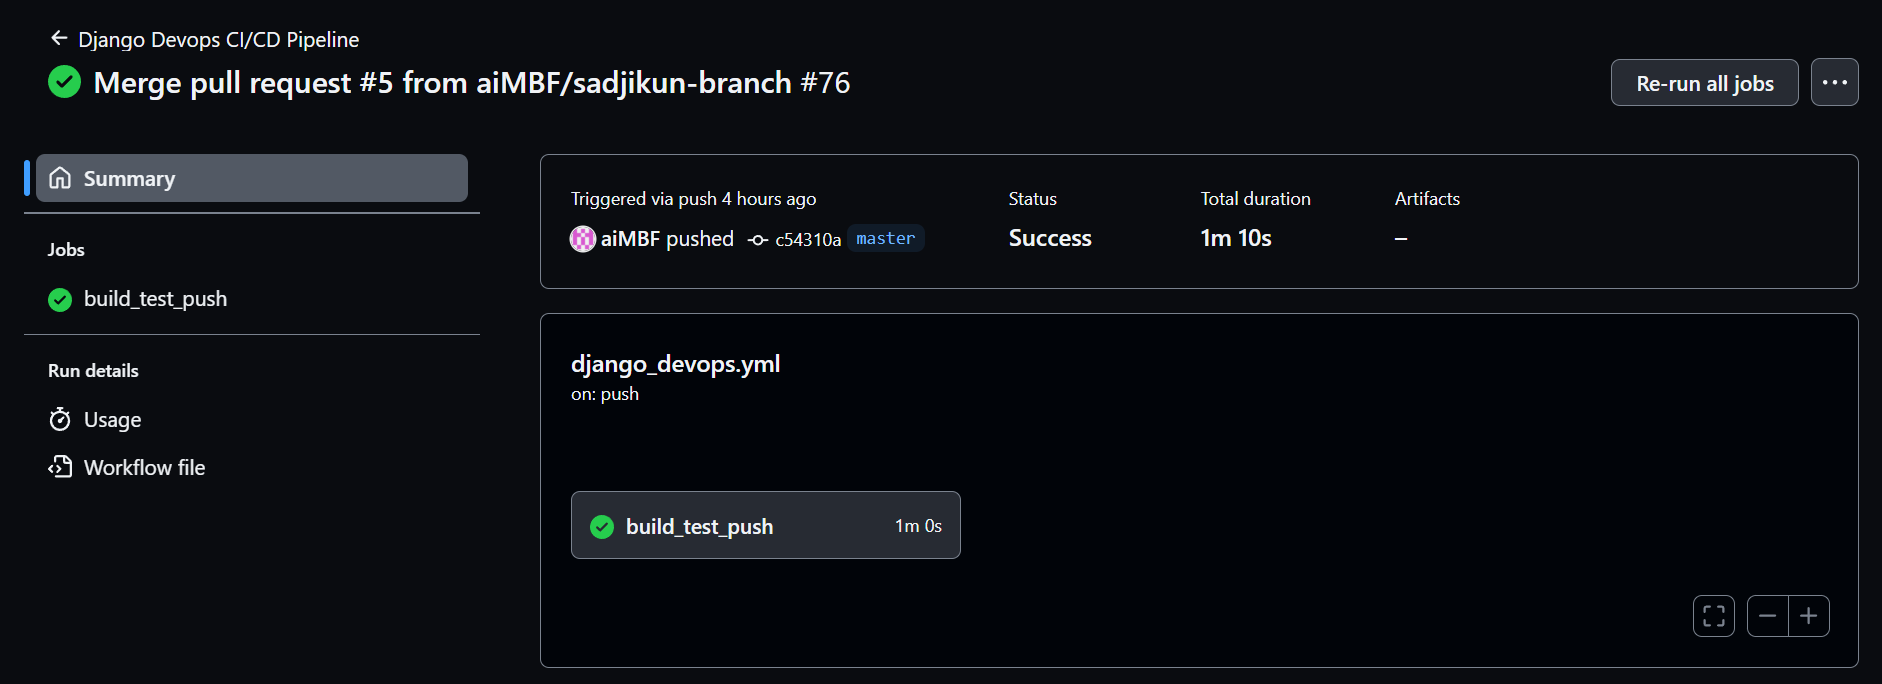 Django Devops CI/CD Pipeline
Merge pull request #5 from aiMBF/sadjikun-branch #76
Re-run all jobs
Summary
Jobs
build_test_push
Run details
Usage
Workflow file
Triggered via push 4 hours ago
aiMBF pushed c54310a master
Status
Success
Total duration
1m 10s
Artifacts
–
django_devops.yml
on: push
build_test_push 1m 0s